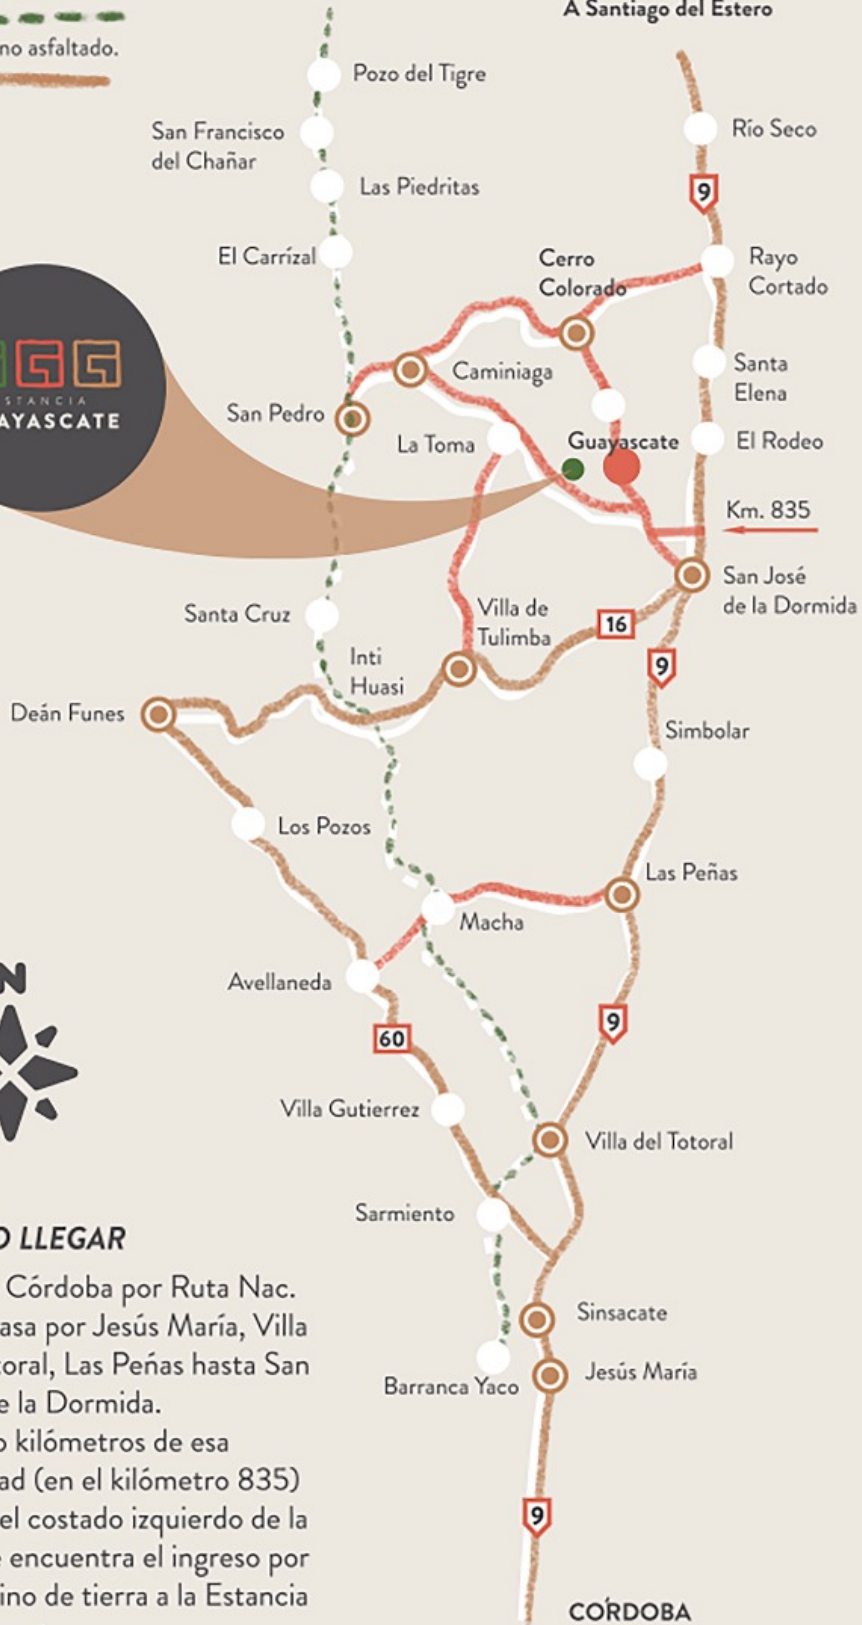 A Santiago del Estero
no asfaltado.
Pozo del Tigre
San Francisco
del Chañar
Río Seco
Las Piedritas
9
El Carrízal
Cerro
Colorado
Rayo
Cortado
Caminiaga
Santa
Elena
GUAYASCATE
San Pedro
La Toma
Guayascate
El Rodeo
Km. 835
San José
de la Dormida
Santa Cruz
Villa de
Tulimba
16
Inti
Huasi
9
Deán Funes
Simbolar
Los Pozos
Las Peñas
Macha
N
Avellaneda
9
60
Villa Gutierrez
Villa del Totoral
Sarmiento
O LLEGAR
Córdoba por Ruta Nac.
asa por Jesús María, Villa
toral, Las Peñas hasta San
e la Dormida.
o kilómetros de esa
ad (en el kilómetro 835)
el costado izquierdo de la
e encuentra el ingreso por
ino de tierra a la Estancia
Sinsacate
Jesús María
Barranca Yaco
9
CÓRDOBA